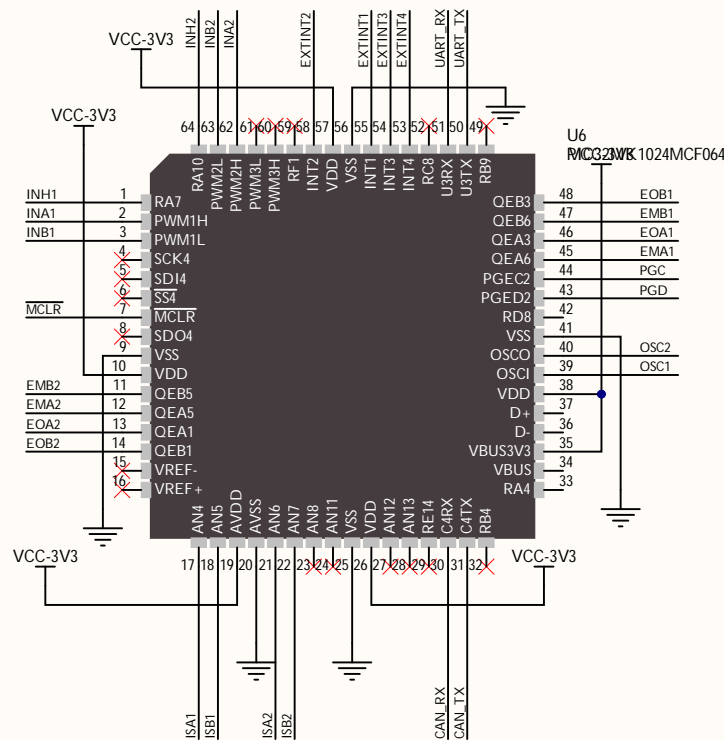 INH2
INB2
INA2
EXTINT2
EXTINT1
EXTINT3
EXTINT4
UART_RX
UART_TX
VCC-3V3
VCC-3V3
64 63 62 61 60 59 58 57 56 55 54 53 52 51 50 49
RA10
PWM2L
PWM2H
PWM3L
PWM3H
RF1
INT2
VDD
VSS
INT1
INT3
INT4
RC8
U3RX
U3TX
RB9
U6
INH1 1 RA7
INA1 2 PWM1H
INB1 3 PWM1L
4 SCK4
5 SDI4
6 SS4
MCLR 7 MCLR
8 SDO4
9 VSS
10 VDD
EMB2 11 QEB5
EMA2 12 QEA5
EOA2 13 QEA1
EOB2 14 QEB1
15 VREF-
16 VREF+
QEB3 48 EOB1
QEB6 47 EMB1
QEA3 46 EOA1
QEA6 45 EMA1
PGEC2 44 PGC
PGED2 43 PGD
RD8 42
VSS 41
OSCO 40 OSC2
OSCI 39 OSC1
VDD 38
D+ 37
D- 36
VBUS3V3 35
VBUS 34
RA4 33
AN4
AN5
AVDD
AVSS
AN6
AN7
AN8
AN11
VSS
VDD
AN12
AN13
RE14
C4RX
C4TX
RB4
17 18 19 20 21 22 23 24 25 26 27 28 29 30 31 32
VCC-3V3
VCC-3V3
ISA1
ISB1
ISA2
ISB2
CAN_RX
CAN_TX